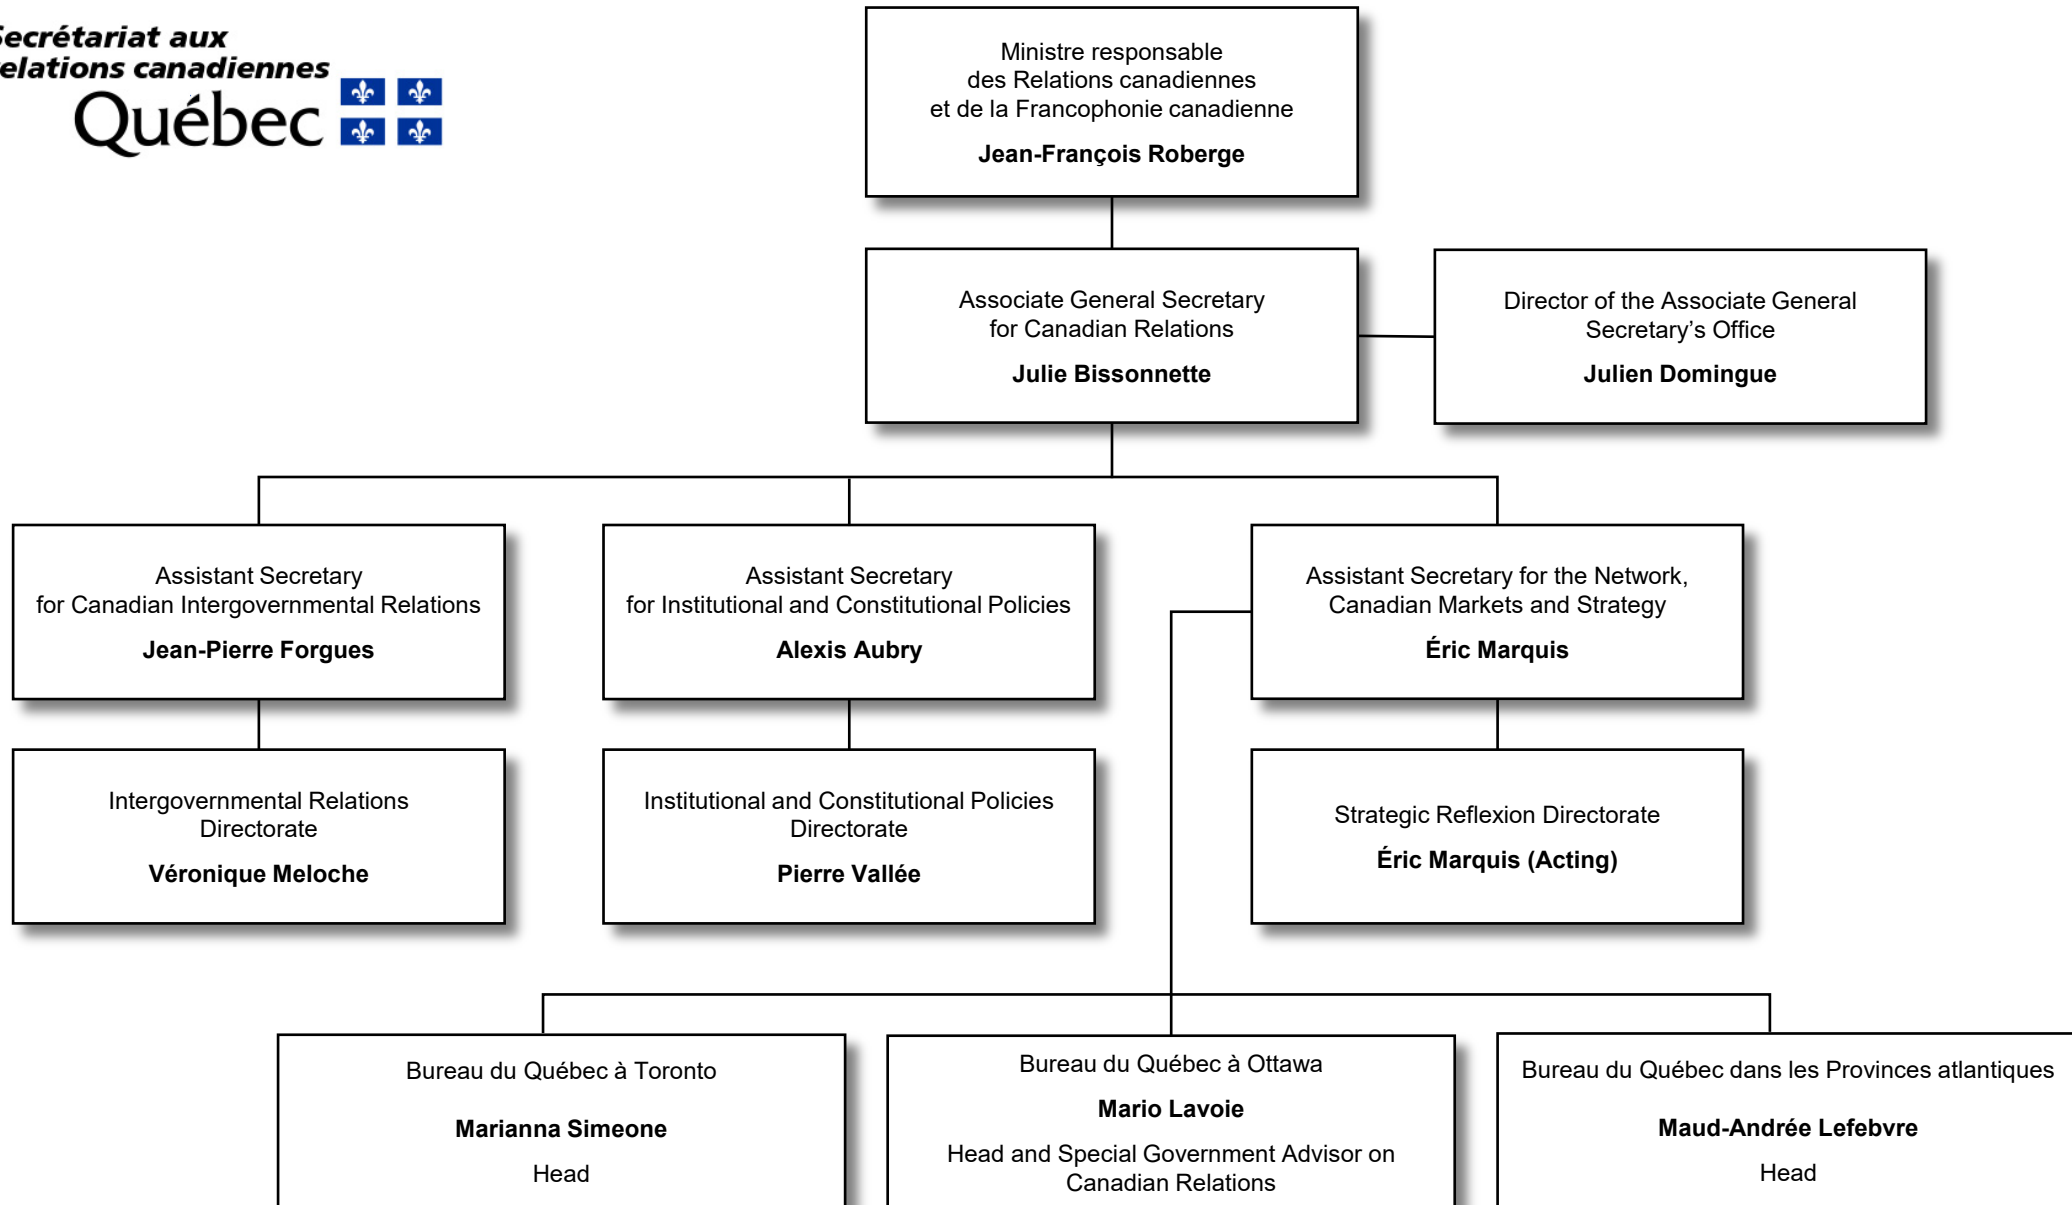 Secrétariat aux
relations canadiennes
Québec
Ministre responsable
des Relations canadiennes
et de la Francophonie canadienne
Jean-François Roberge
Associate General Secretary
for Canadian Relations
Julie Bissonnette
Director of the Associate General
Secretary’s Office
Julien Domingue
Assistant Secretary
for Canadian Intergovernmental Relations
Jean-Pierre Forgues
Assistant Secretary
for Institutional and Constitutional Policies
Alexis Aubry
Assistant Secretary for the Network,
Canadian Markets and Strategy
Éric Marquis
Intergovernmental Relations
Directorate
Véronique Meloche
Institutional and Constitutional Policies
Directorate
Pierre Vallée
Strategic Reflexion Directorate
Éric Marquis (Acting)
Bureau du Québec à Toronto
Marianna Simeone
Head
Bureau du Québec à Ottawa
Mario Lavoie
Head and Special Government Advisor on
Canadian Relations
Bureau du Québec dans les Provinces atlantiques
Maud-Andrée Lefebvre
Head